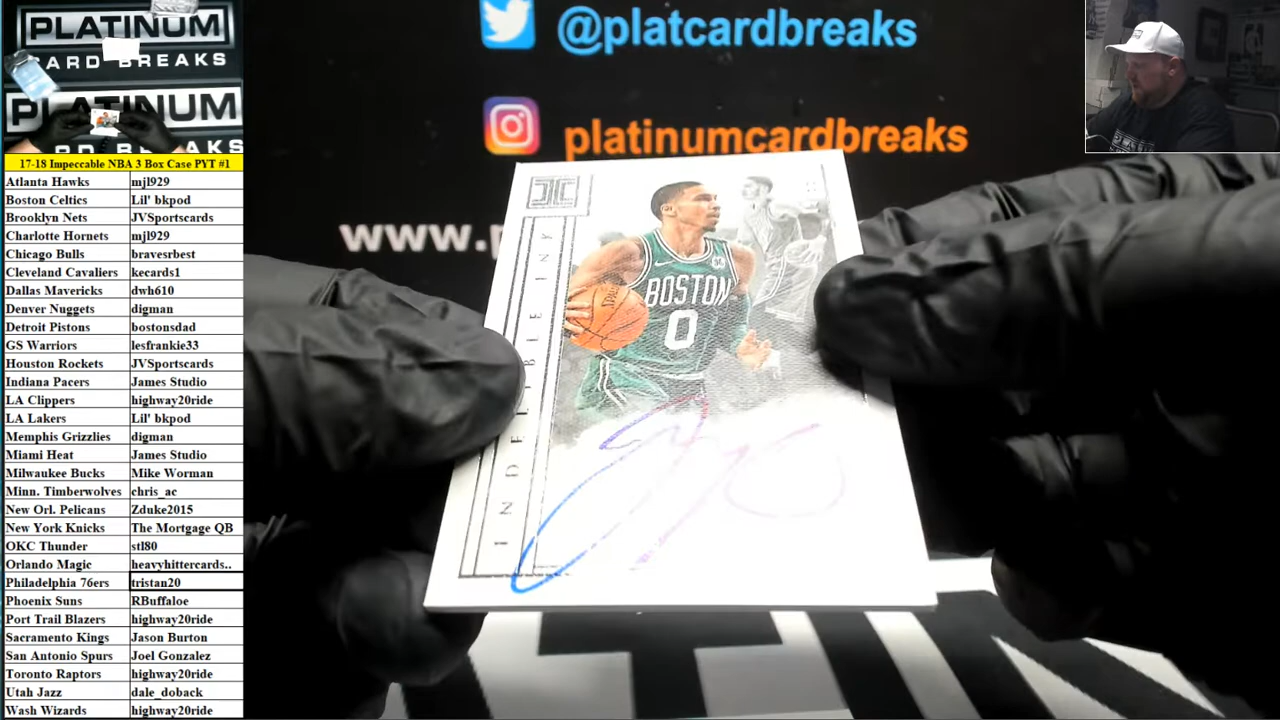 PLATINUM
CARD BREAKS
PLATINUM
RD BREAKS
17-18 Impeccable NBA 3 Box Case PYT #1
Atlanta Hawks mjl929
Boston Celtics Lil' bkpod
Brooklyn Nets JVSportscards
Charlotte Hornets mjl929
Chicago Bulls bravesrbest
Cleveland Cavaliers kecards1
Dallas Mavericks dwh610
Denver Nuggets digman
Detroit Pistons bostonsdad
GS Warriors lesfrankie33
Houston Rockets JVSportscards
Indiana Pacers James Studio
LA Clippers highway20ride
LA Lakers Lil' bkpod
Memphis Grizzlies digman
Miami Heat James Studio
Milwaukee Bucks Mike Worman
Minn. Timberwolves chris_ac
New Orl. Pelicans Zduke2015
New York Knicks The Mortgage QB
OKC Thunder stl80
Orlando Magic heavyhittercards..
Philadelphia 76ers tristan20
Phoenix Suns RBuffaloe
Port Trail Blazers highway20ride
Sacramento Kings Jason Burton
San Antonio Spurs Joel Gonzalez
Toronto Raptors highway20ride
Utah Jazz dale_doback
Wash Wizards highway20ride
@platcardbreaks
platinumcardbreaks
www.p
INDELIBLE INK
BOSTON
0